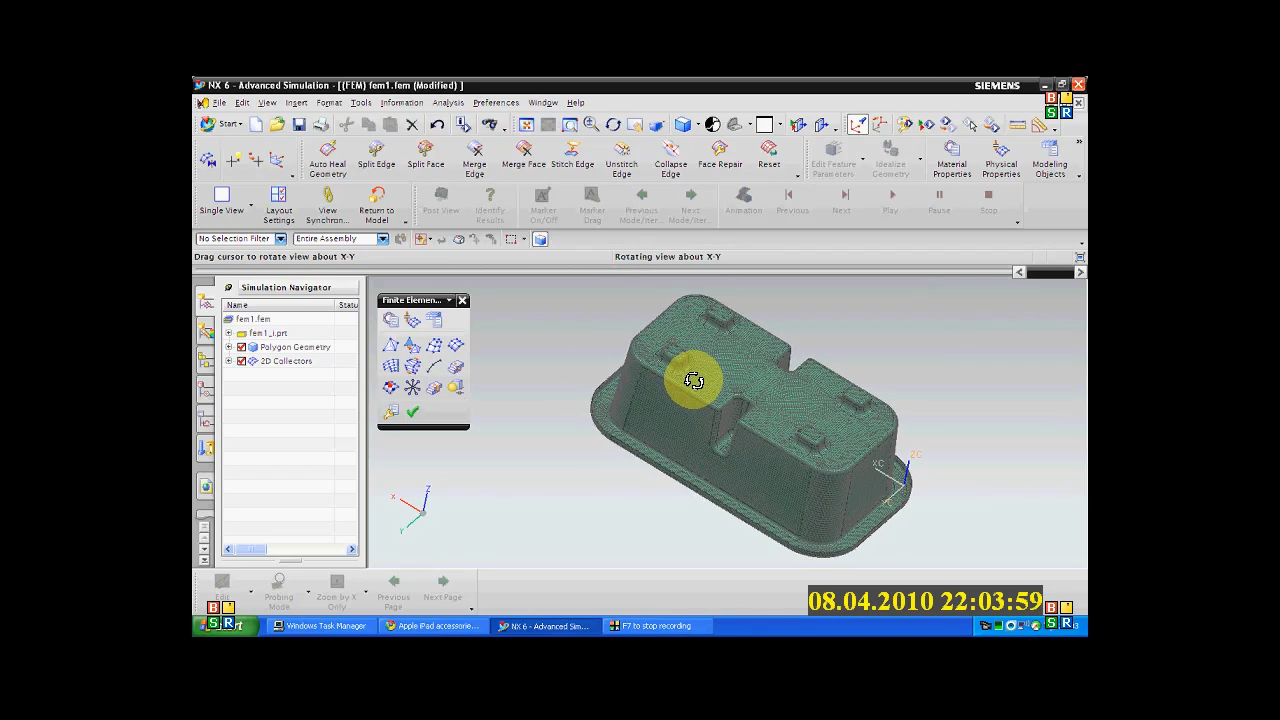 NX 6 - Advanced Simulation - [(FEM) fem1.fem (Modified) ]
SIEMENS
File Edit View Insert Format Tools Information Analysis Preferences Window Help
Start
Auto Heal Geometry
Split Edge
Split Face
Merge Edge
Merge Face
Stitch Edge
Unstitch Edge
Collapse Edge
Face Repair
Reset
Edit Feature Parameters
Idealize Geometry
Material Properties
Physical Properties
Modeling Objects
Single View
Layout Settings
View Synchron...
Return to Model
Post View
Identify Results
Marker On/Off
Marker Drag
Previous Mode/Iter...
Next Mode/Iter...
Animation
Previous
Next
Play
Pause
Stop
No Selection Filter
Entire Assembly
Drag cursor to rotate view about X-Y
Rotating view about X-Y
Simulation Navigator
Name
Statu
fem1.fem
fem1_i.prt
Polygon Geometry
2D Collectors
Finite Elemen...
XC
ZC
YC
X
Y
Z
Edit
Probing Mode
Zoom by X Only
Previous Page
Next Page
08.04.2010 22:03:59
B
S R
B
S R
B
S R
Windows Task Manager
Apple iPad accessorie...
NX 6 - Advanced Sim...
F7 to stop recording